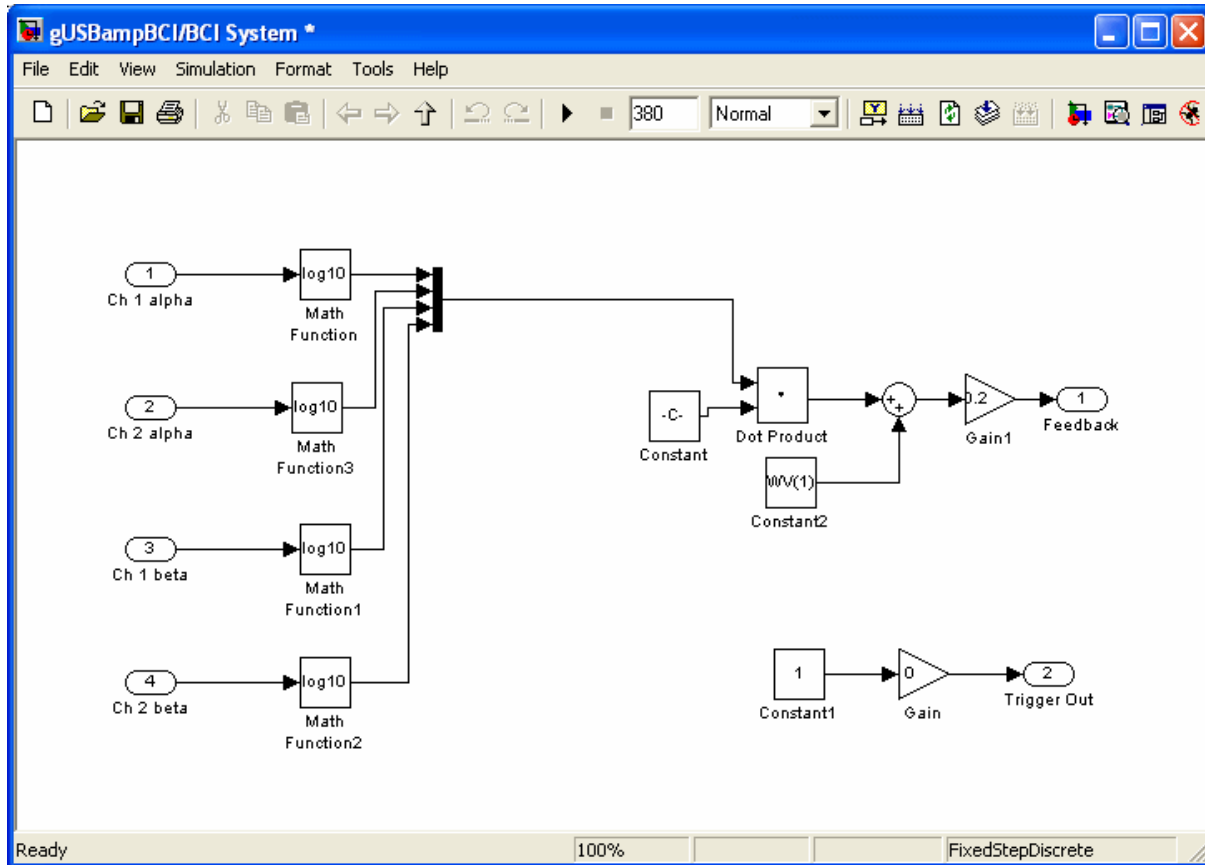 gUSBampBCI/BCI System *
File Edit View Simulation Format Tools Help
380 Normal
1
Ch 1 alpha
log10
Math
Function
2
Ch 2 alpha
log10
Math
Function3
3
Ch 1 beta
log10
Math
Function1
4
Ch 2 beta
log10
Math
Function2
-C-
Constant
Dot Product
WV(1)
Constant2
++
0.2
Gain1
1
Feedback
1
Constant1
0
Gain
2
Trigger Out
Ready 100% FixedStepDiscrete